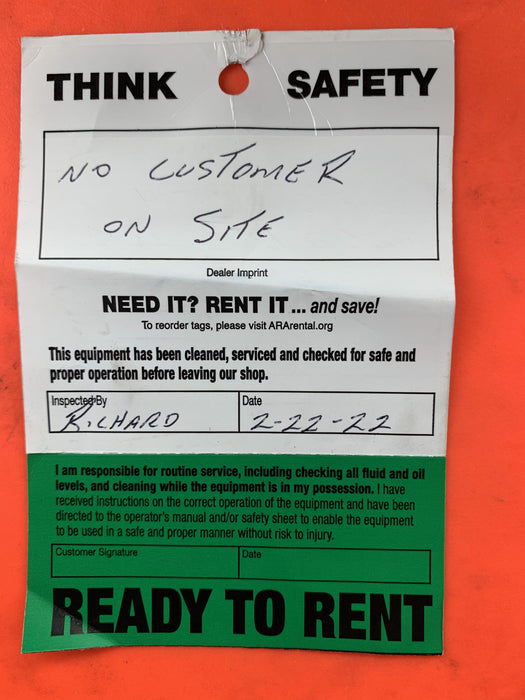 THINK SAFETY
NO CUSTOMER
ON SITE
Dealer Imprint
NEED IT? RENT IT... and save!
To reorder tags, please visit ARArental.org
This equipment has been cleaned, serviced and checked for safe and
proper operation before leaving our shop.
Inspected By Date
RICHARD 2-22-22
I am responsible for routine service, including checking all fluid and oil
levels, and cleaning while the equipment is in my possession. I have
received instructions on the correct operation of the equipment and have been
directed to the operator's manual and/or safety sheet to enable the equipment
to be used in a safe and proper manner without risk to injury.
Customer Signature Date
READY TO RENT